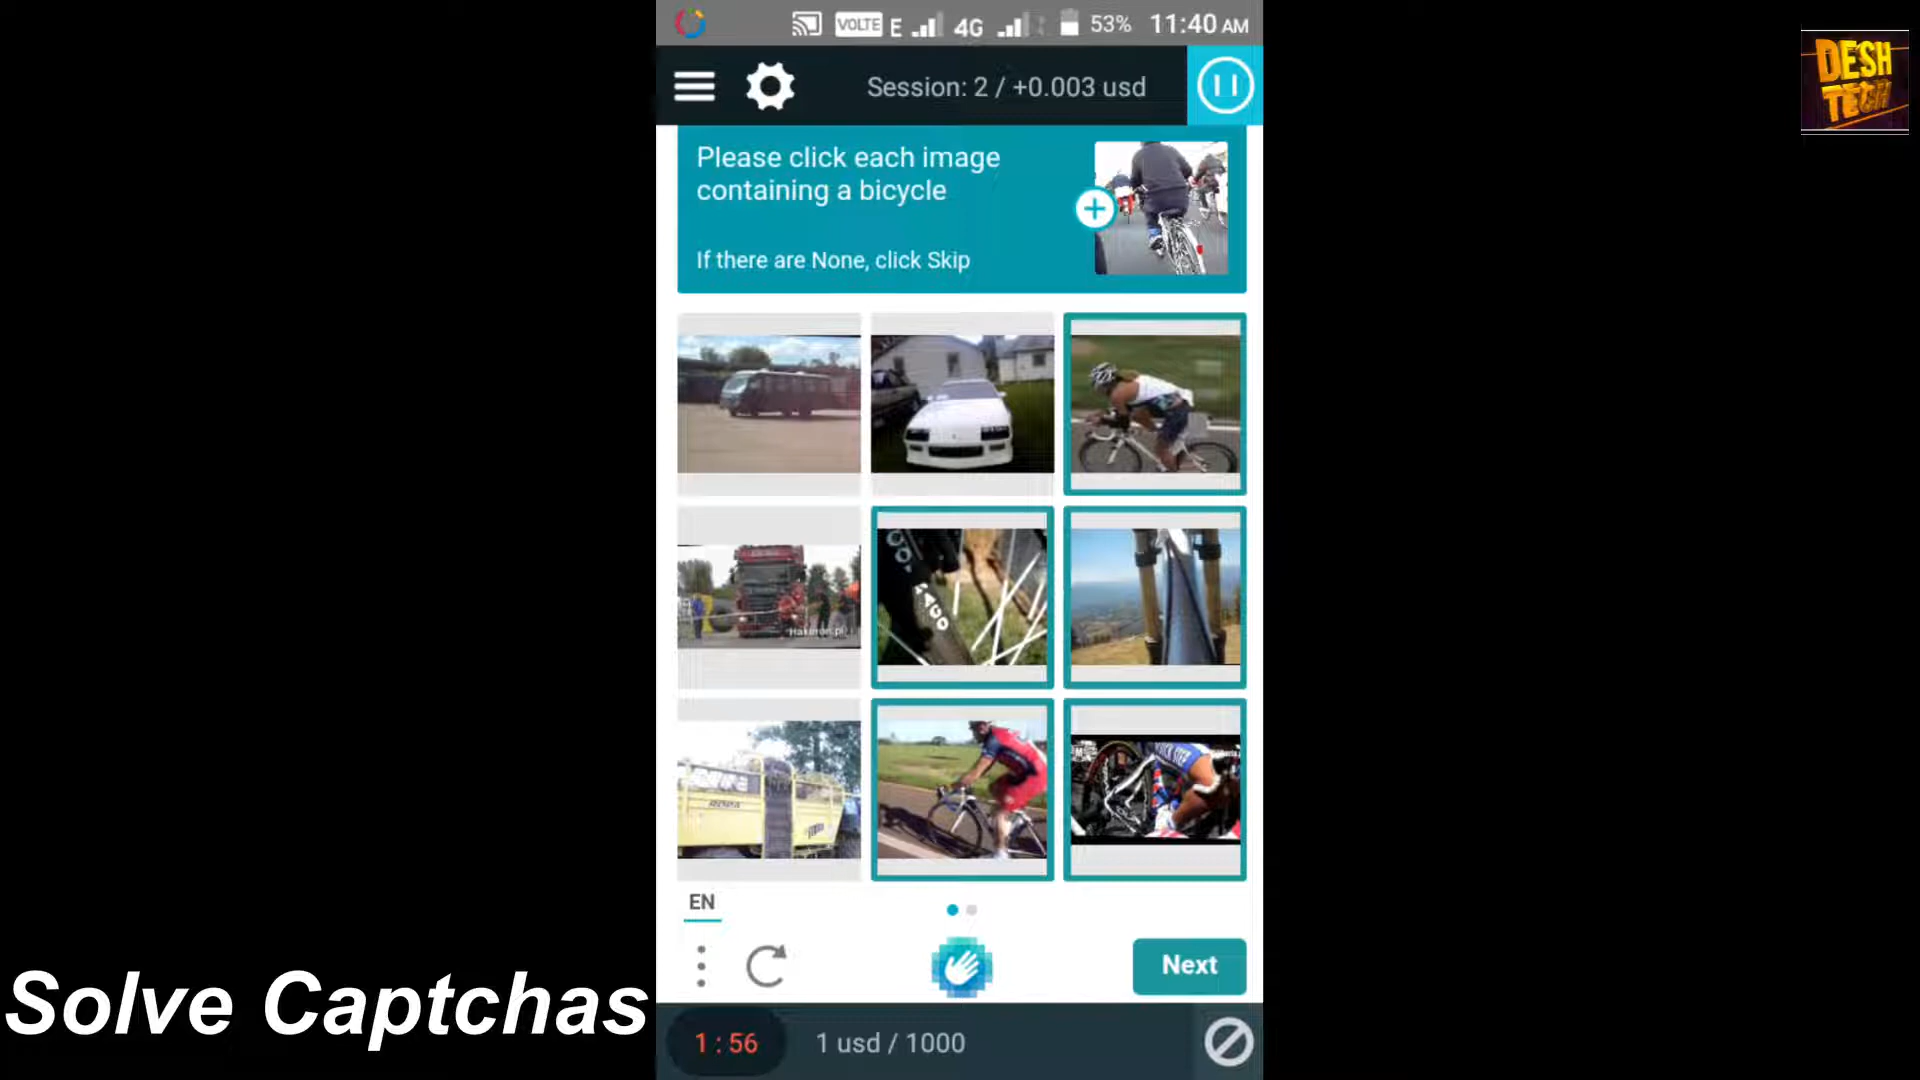 VOLTE E 4G 53% 11:40 AM
DESH
TECH
Session: 2 / +0.003 usd
Please click each image
containing a bicycle
If there are None, click Skip
EN
Next
Solve Captchas
1 : 56
1 usd / 1000